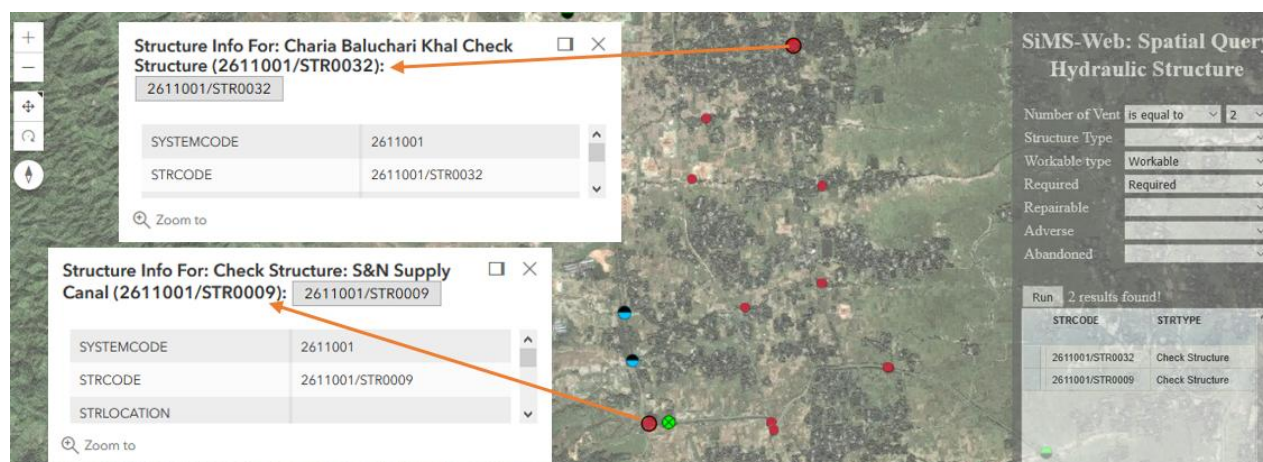 Structure Info For: Charia Baluchari Khal Check
Structure (2611001/STR0032):
2611001/STR0032
SYSTEMCODE 2611001
STRCODE 2611001/STR0032
Zoom to
Structure Info For: Check Structure: S&N Supply
Canal (2611001/STR0009): 2611001/STR0009
SYSTEMCODE 2611001
STRCODE 2611001/STR0009
STRLOCATION
Zoom to
SiMS-Web: Spatial Query
Hydraulic Structure
Number of Vent is equal to 2
Structure Type
Workable type Workable
Required Required
Repairable
Adverse
Abandoned
Run 2 results found!
STRCODE STRTYPE
2611001/STR0032 Check Structure
2611001/STR0009 Check Structure